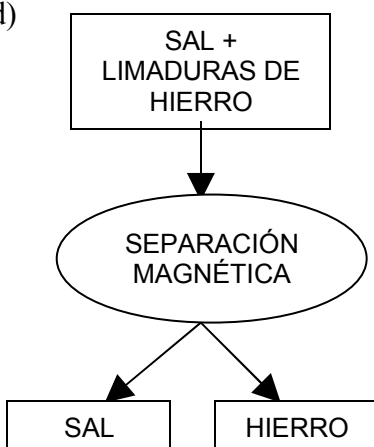 d)
SAL +
LIMADURAS DE
HIERRO
SEPARACIÓN
MAGNÉTICA
SAL
HIERRO